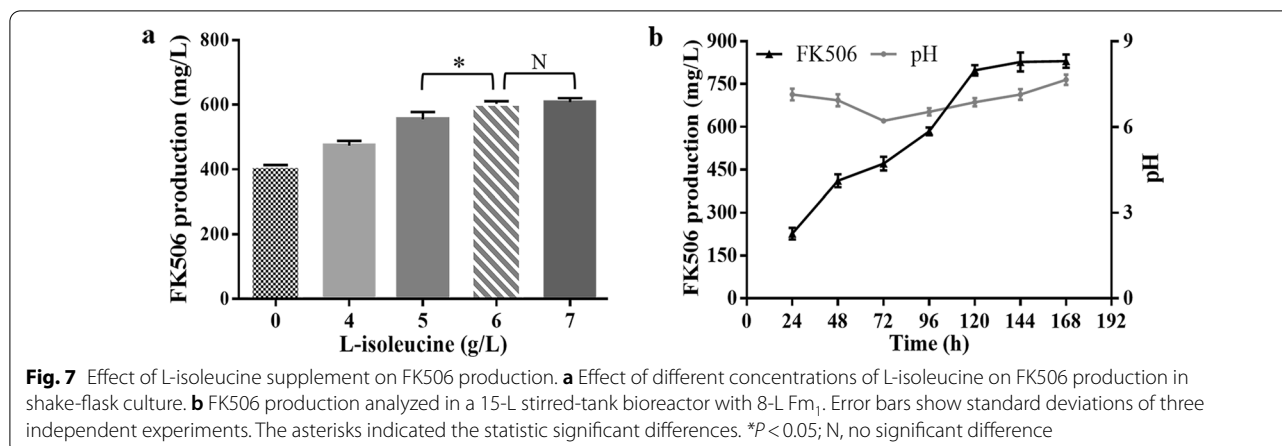 a
800
600
400
200
0
FK506 production (mg/L)
*
N
0 4 5 6 7
L-isoleucine (g/L)
b
900
750
600
450
300
150
0
FK506 production (mg/L)
FK506 pH
9
6
3
0
pH
0 24 48 72 96 120 144 168 192
Time (h)
Fig. 7 Effect of L-isoleucine supplement on FK506 production. a Effect of different concentrations of L-isoleucine on FK506 production in
shake-flask culture. b FK506 production analyzed in a 15-L stirred-tank bioreactor with 8-L Fm₁. Error bars show standard deviations of three
independent experiments. The asterisks indicated the statistic significant differences. *P < 0.05; N, no significant difference